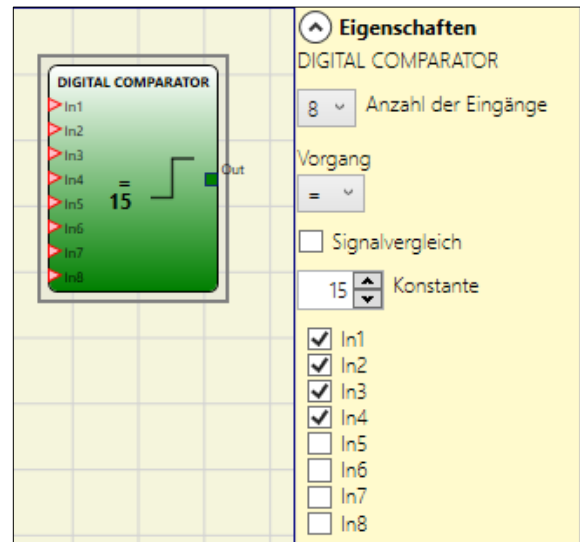 DIGITAL COMPARATOR
In1
In2
In3
In4
In5
In6
In7
In8
=
15
Out
Eigenschaften
DIGITAL COMPARATOR
8 Anzahl der Eingänge
Vorgang
=
Signalvergleich
15 Konstante
In1
In2
In3
In4
In5
In6
In7
In8